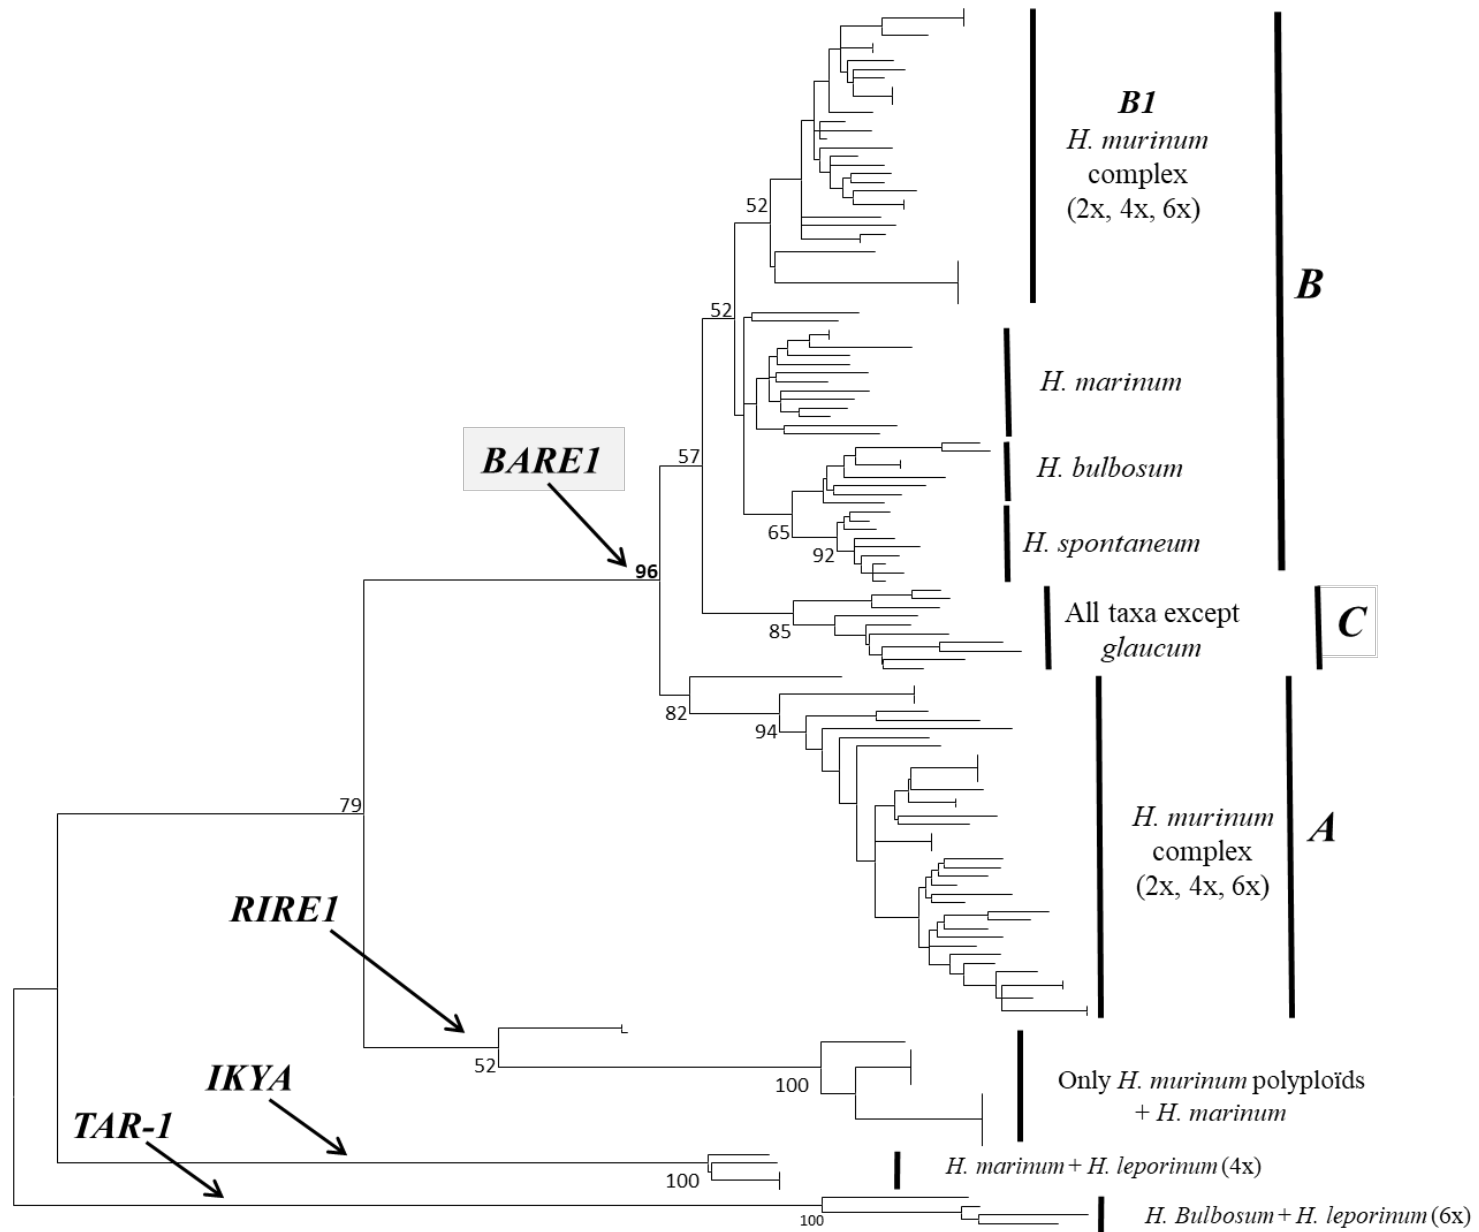 B1
H. murinum
complex
(2x, 4x, 6x)
52
B
52
H. marinum
BARE1
57
H. bulbosum
65
92
H. spontaneum
96
All taxa except
glaucum
C
85
82
94
79
H. murinum
complex
(2x, 4x, 6x)
A
RIRE1
52
100
Only H. murinum polyploïds
+ H. marinum
IKYA
TAR-1
100
H. marinum + H. leporinum (4x)
100
H. Bulbosum + H. leporinum (6x)